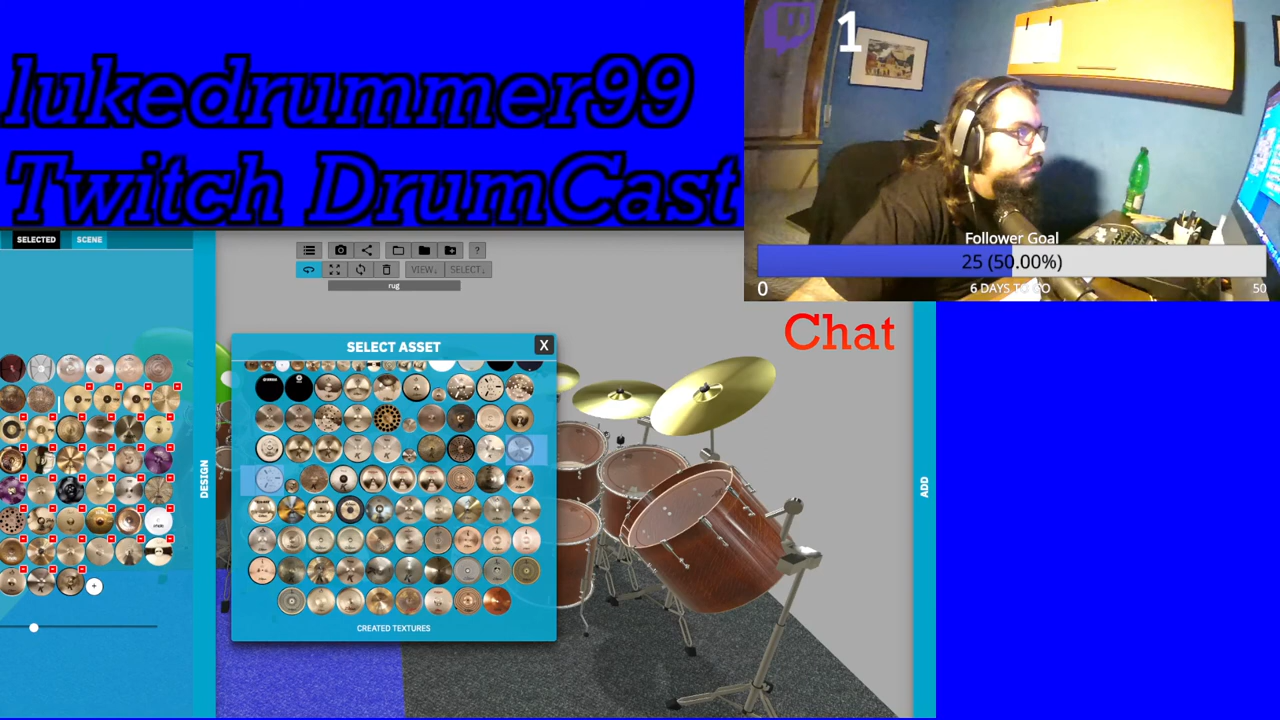 lukedrummer99
Twitch DrumCast
1
Follower Goal
25 (50.00%)
0
6 DAYS TO GO
50
Chat
SELECTED
SCENE
?
VIEW↓
SELECT↓
rug
SELECT ASSET
X
DESIGN
ADD
CREATED TEXTURES